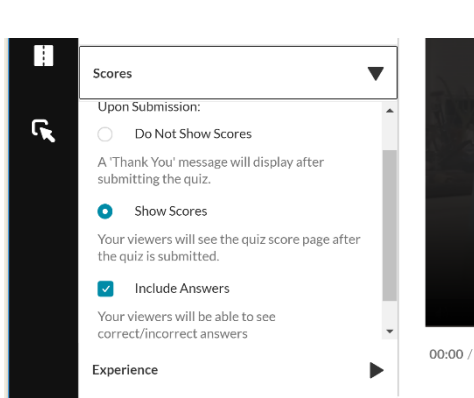 Scores
Upon Submission:
Do Not Show Scores
A 'Thank You' message will display after
submitting the quiz.
Show Scores
Your viewers will see the quiz score page after
the quiz is submitted.
Include Answers
Your viewers will be able to see
correct/incorrect answers
Experience
00:00 /